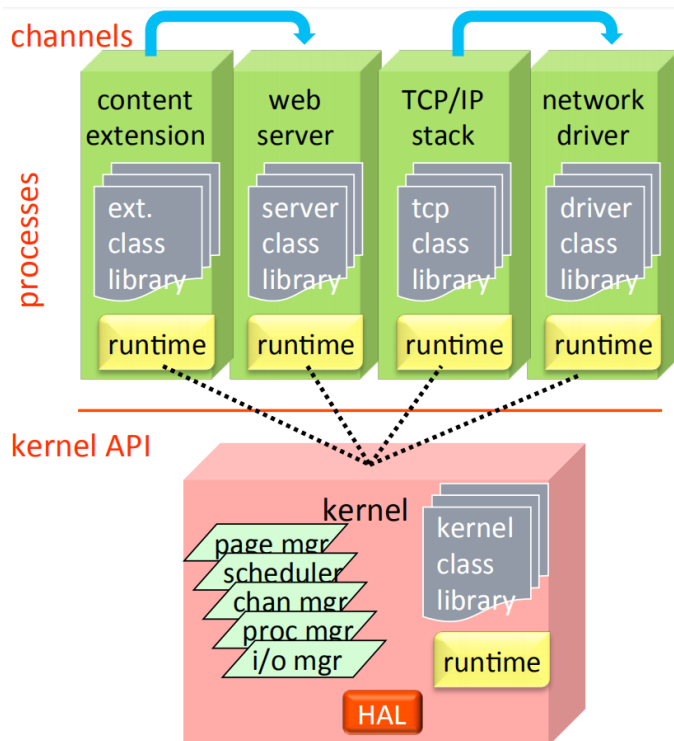 channels
content
extension
web
server
TCP/IP
stack
network
driver
processes
ext.
class
library
server
class
library
tcp
class
library
driver
class
library
runtime
runtime
runtime
runtime
kernel API
kernel
page mgr
scheduler
chan mgr
proc mgr
i/o mgr
kernel
class
library
runtime
HAL